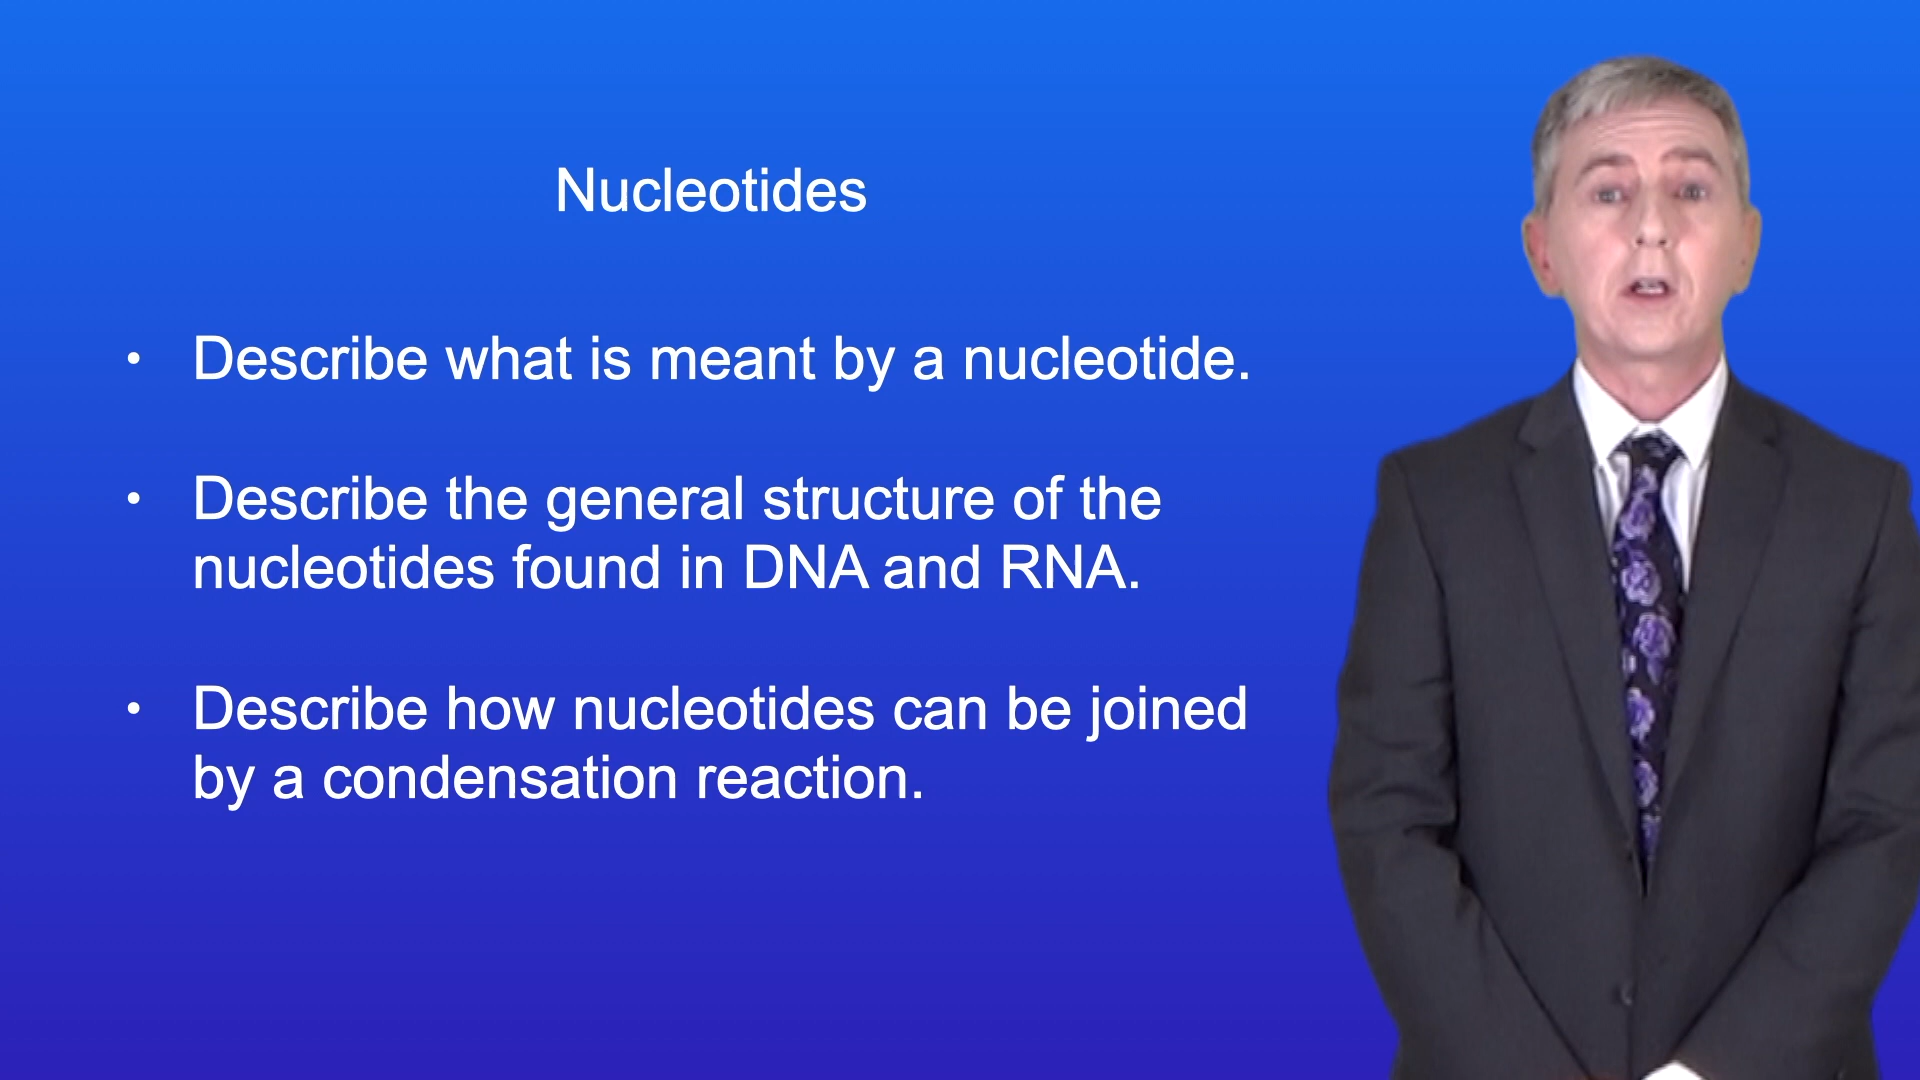 Nucleotides
• Describe what is meant by a nucleotide.
• Describe the general structure of the
nucleotides found in DNA and RNA.
• Describe how nucleotides can be joined
by a condensation reaction.